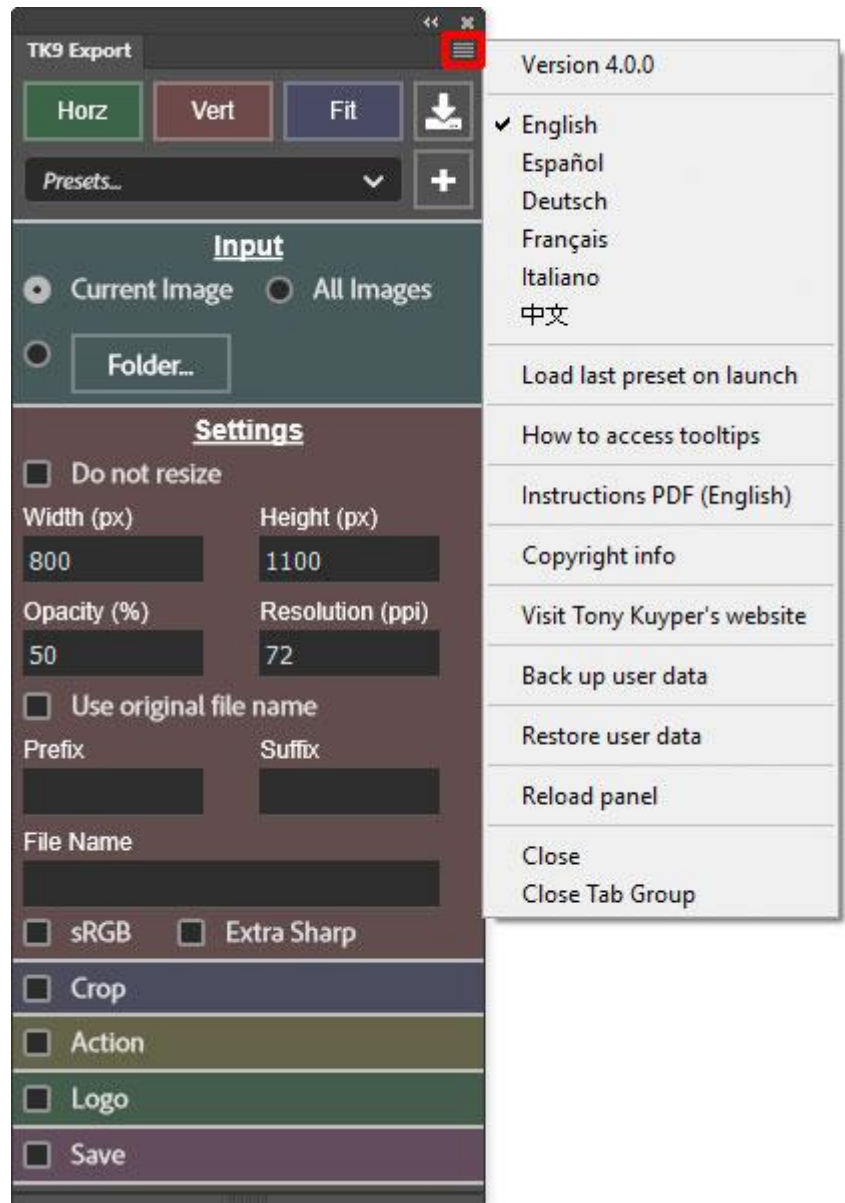 TK9 Export
Horz Vert Fit
Presets...
Input
Current Image All Images
Folder...
Settings
Do not resize
Width (px) Height (px)
800 1100
Opacity (%) Resolution (ppi)
50 72
Use original file name
Prefix Suffix
File Name
sRGB Extra Sharp
Crop
Action
Logo
Save
Version 4.0.0
English
Español
Deutsch
Français
Italiano
中文
Load last preset on launch
How to access tooltips
Instructions PDF (English)
Copyright info
Visit Tony Kuyper's website
Back up user data
Restore user data
Reload panel
Close
Close Tab Group